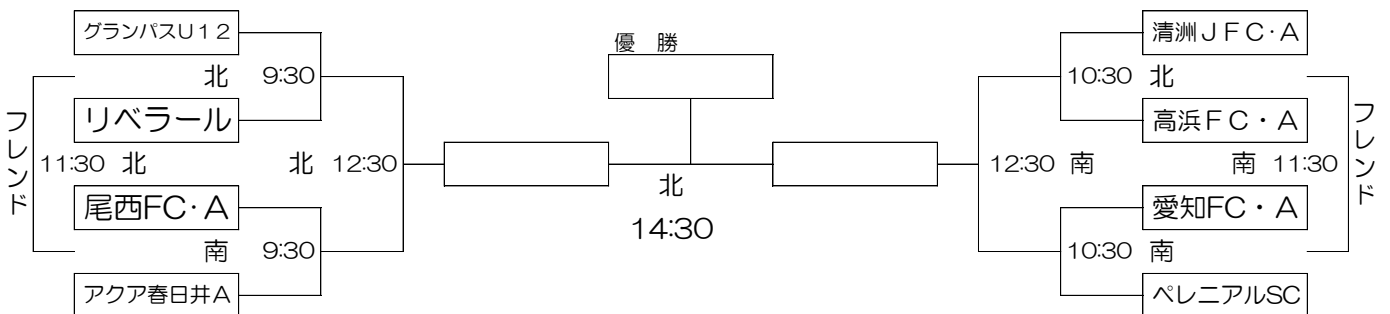 グランパスU12
北 9:30
リベラール
フレンド
11:30 北
北 12:30
尾西FC・A
南 9:30
アクア春日井A
優 勝
北
14:30
清洲JFC・A
10:30 北
高浜FC・A
12:30 南
南 11:30
フレンド
愛知FC・A
10:30 南
ペレニアルSC